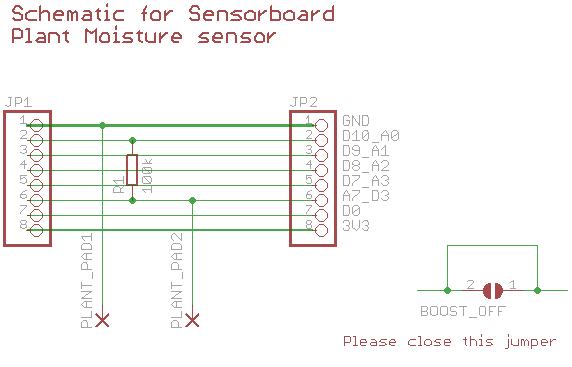 Schematic for Sensorboard
Plant Moisture sensor
JP1
1
2
3
4
5
6
7
8
JP2
1
2
3
4
5
6
7
8
GND
D10_A0
D9_A1
D8_A2
D7_A3
A7_D3
D0
3V3
R1
100k
PLANT_PAD1
PLANT_PAD2
2
1
BOOST_OFF
Please close this jumper